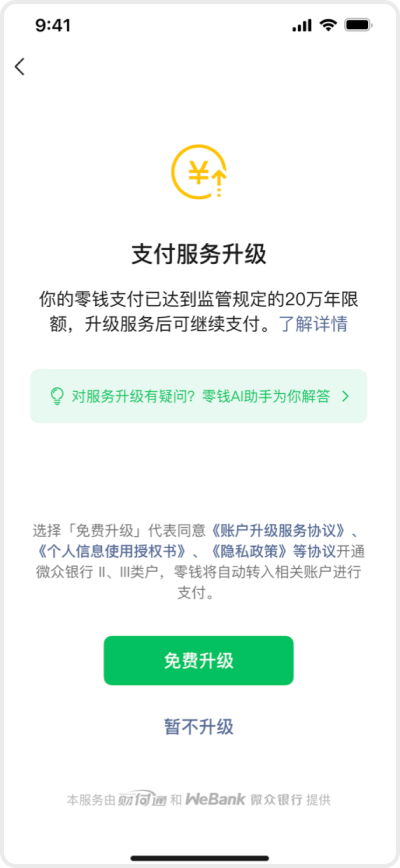 9:41
支付服务升级
你的零钱支付已达到监管规定的20万年限
额，升级服务后可继续支付。了解详情
对服务升级有疑问？零钱AI助手为你解答
选择「免费升级」代表同意《账户升级服务协议》、
《个人信息使用授权书》、《隐私政策》等协议开通
微众银行 II、III类户，零钱将自动转入相关账户进行
支付。
免费升级
暂不升级
本服务由 财付通 和 WeBank 微众银行 提供